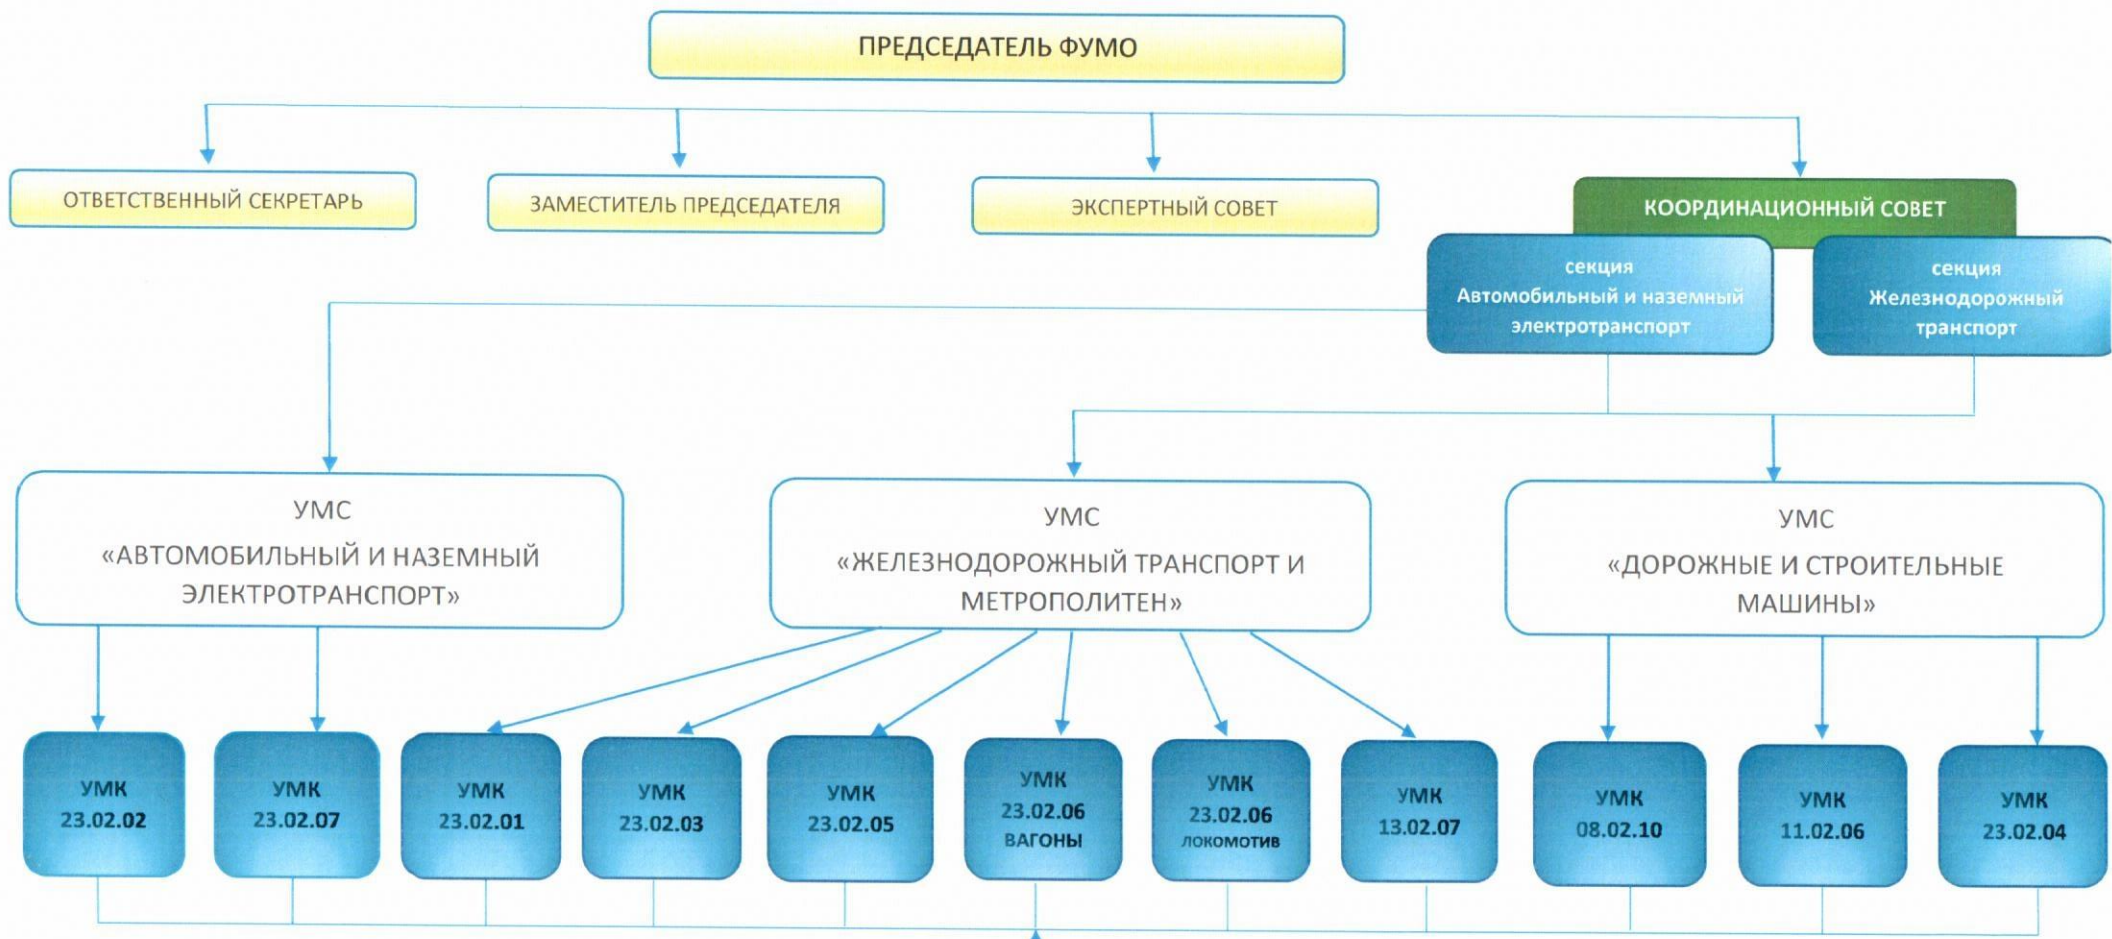 ПРЕДСЕДАТЕЛЬ ФУМО
ОТВЕТСТВЕННЫЙ СЕКРЕТАРЬ
ЗАМЕСТИТЕЛЬ ПРЕДСЕДАТЕЛЯ
ЭКСПЕРТНЫЙ СОВЕТ
КООРДИНАЦИОННЫЙ СОВЕТ
секция
Автомобильный и наземный
электротранспорт
секция
Железнодорожный
транспорт
УМС
«АВТОМОБИЛЬНЫЙ И НАЗЕМНЫЙ
ЭЛЕКТРОТРАНСПОРТ»
УМС
«ЖЕЛЕЗНОДОРОЖНЫЙ ТРАНСПОРТ И
МЕТРОПОЛИТЕН»
УМС
«ДОРОЖНЫЕ И СТРОИТЕЛЬНЫЕ
МАШИНЫ»
УМК
23.02.02
УМК
23.02.07
УМК
23.02.01
УМК
23.02.03
УМК
23.02.05
УМК
23.02.06
ВАГОНЫ
УМК
23.02.06
ЛОКОМОТИВ
УМК
13.02.07
УМК
08.02.10
УМК
11.02.06
УМК
23.02.04